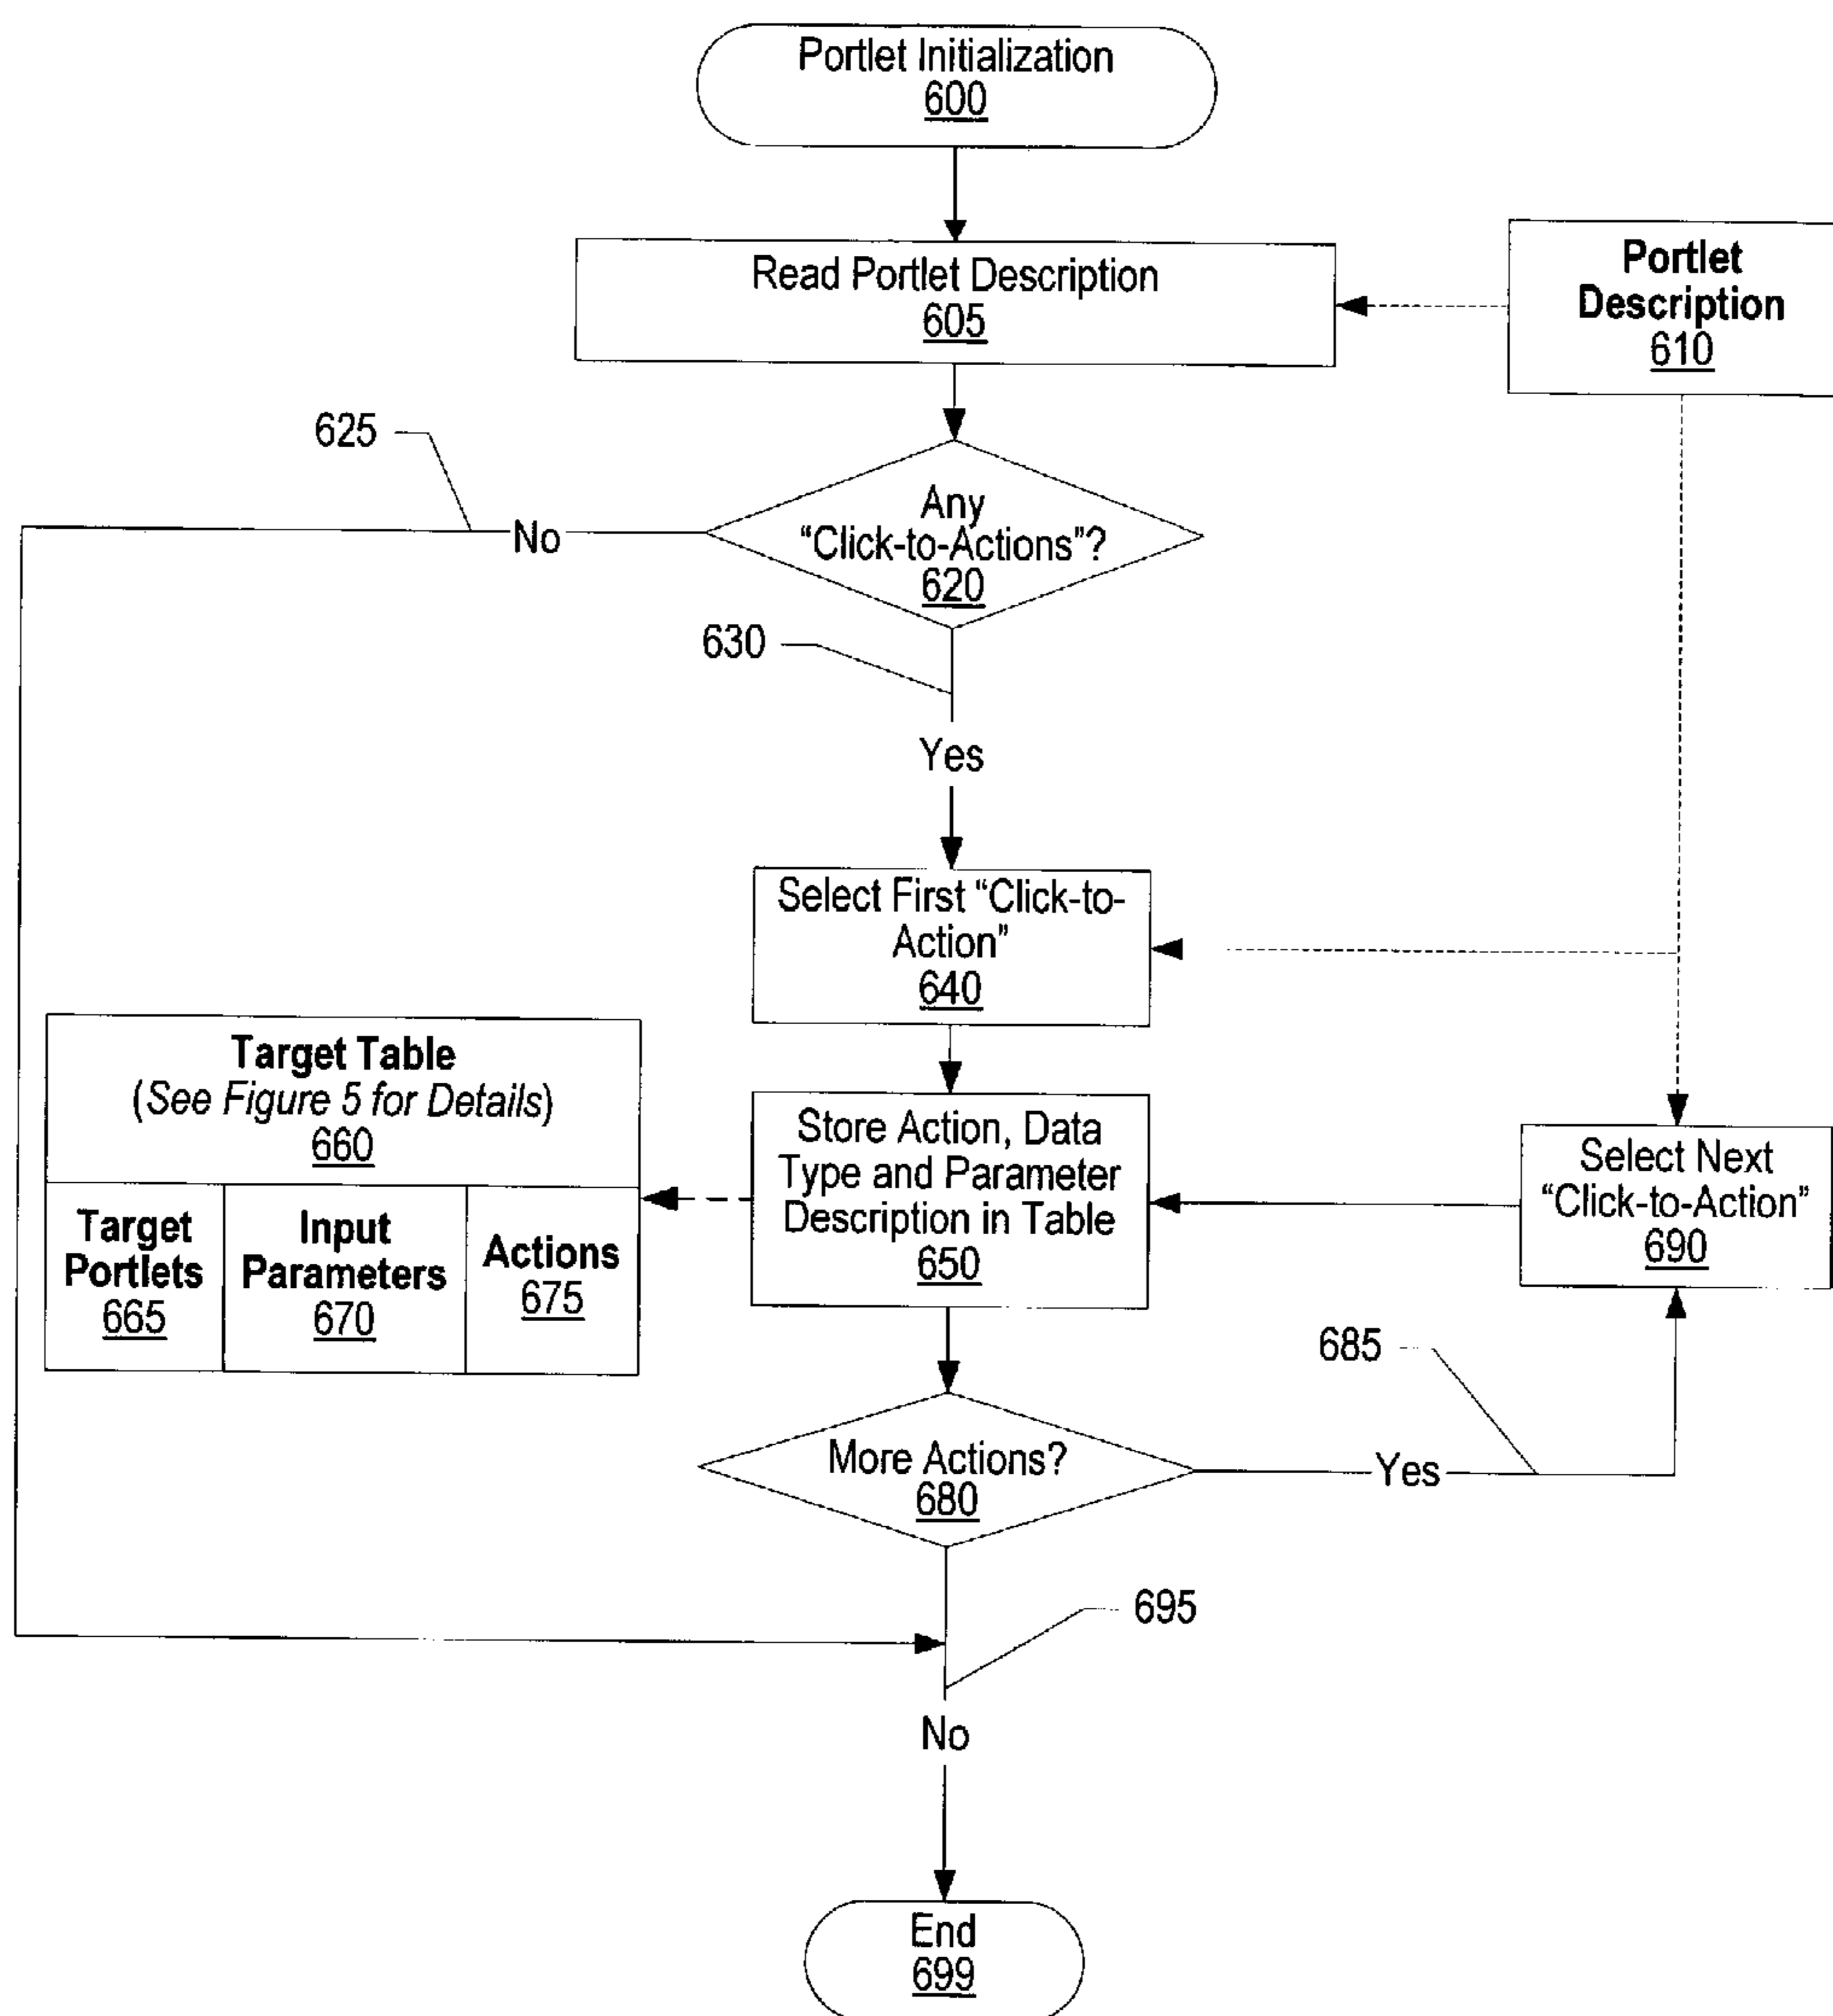 Portlet Initialization
600
Read Portlet Description
605
Portlet
Description
610
625
Any
“Click-to-Actions”?
620
No
630
Yes
Select First “Click-to-
Action”
640
Target Table
(See Figure 5 for Details)
660
Target
Portlets
665
Input
Parameters
670
Actions
675
Store Action, Data
Type and Parameter
Description in Table
650
Select Next
“Click-to-Action”
690
685
More Actions?
680
Yes
695
No
End
699